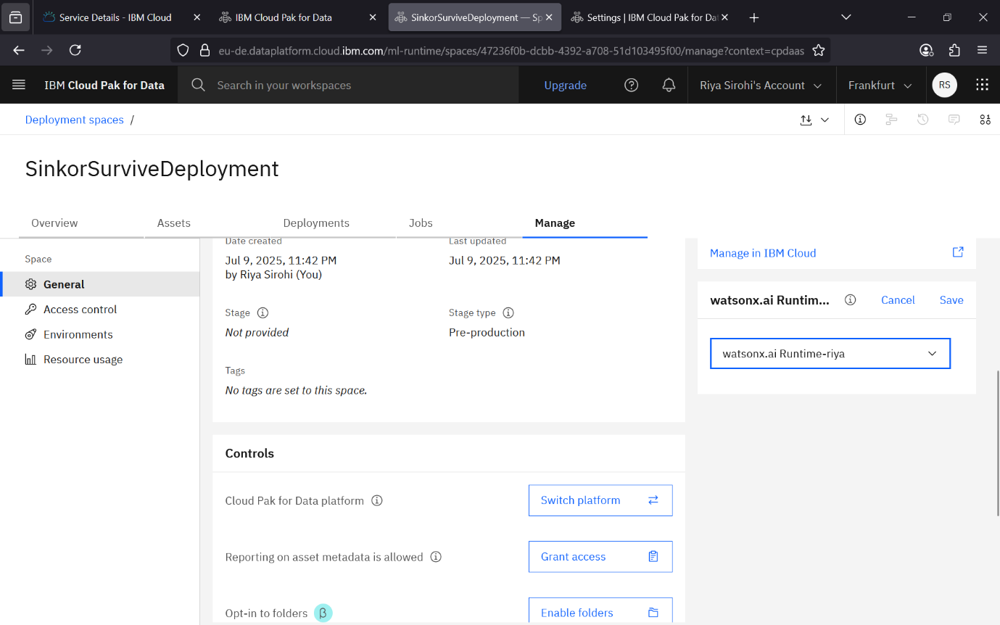 Service Details - IBM Cloud
IBM Cloud Pak for Data
SinkorSurviveDeployment — Sp
Settings | IBM Cloud Pak for Dat
eu-de.dataplatform.cloud.ibm.com/ml-runtime/spaces/47236f0b-dcbb-4392-a708-51d103495f00/manage?context=cpdaas
IBM Cloud Pak for Data
Search in your workspaces
Upgrade
Riya Sirohi's Account
Frankfurt
RS
Deployment spaces /
SinkorSurviveDeployment
Overview
Assets
Deployments
Jobs
Manage
Space
General
Access control
Environments
Resource usage
Date created
Last updated
Jul 9, 2025, 11:42 PM
Jul 9, 2025, 11:42 PM
by Riya Sirohi (You)
Stage
Stage type
Not provided
Pre-production
Tags
No tags are set to this space.
Controls
Cloud Pak for Data platform
Switch platform
Reporting on asset metadata is allowed
Grant access
Opt-in to folders β
Enable folders
Manage in IBM Cloud
watsonx.ai Runtim...
Cancel
Save
watsonx.ai Runtime-riya